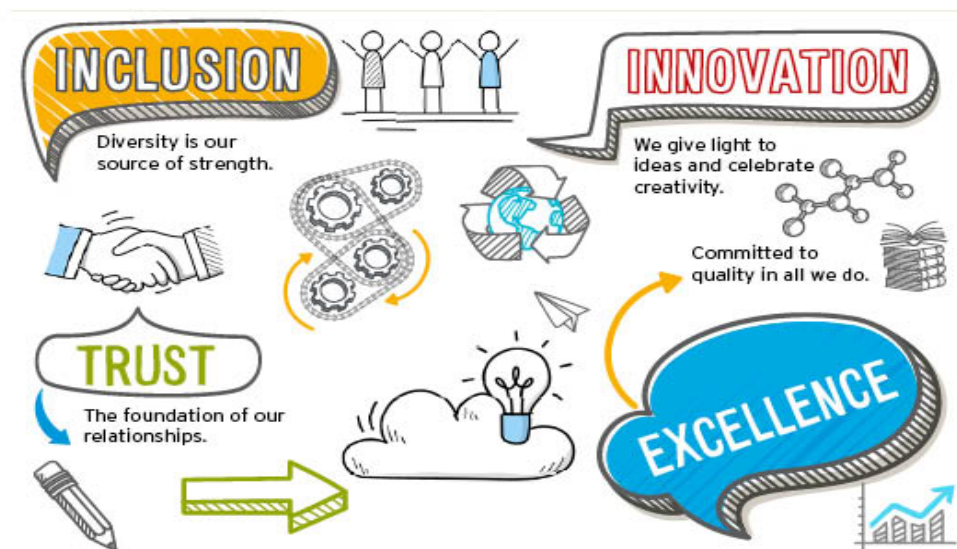 INCLUSION
Diversity is our
source of strength.
INNOVATION
We give light to
ideas and celebrate
creativity.
TRUST
The foundation of our
relationships.
Committed to
quality in all we do.
EXCELLENCE